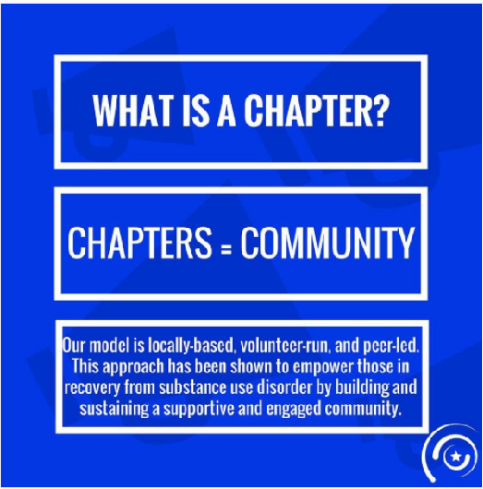 WHAT IS A CHAPTER?
CHAPTERS = COMMUNITY
Our model is locally-based, volunteer-run, and peer-led.
This approach has been shown to empower those in
recovery from substance use disorder by building and
sustaining a supportive and engaged community.